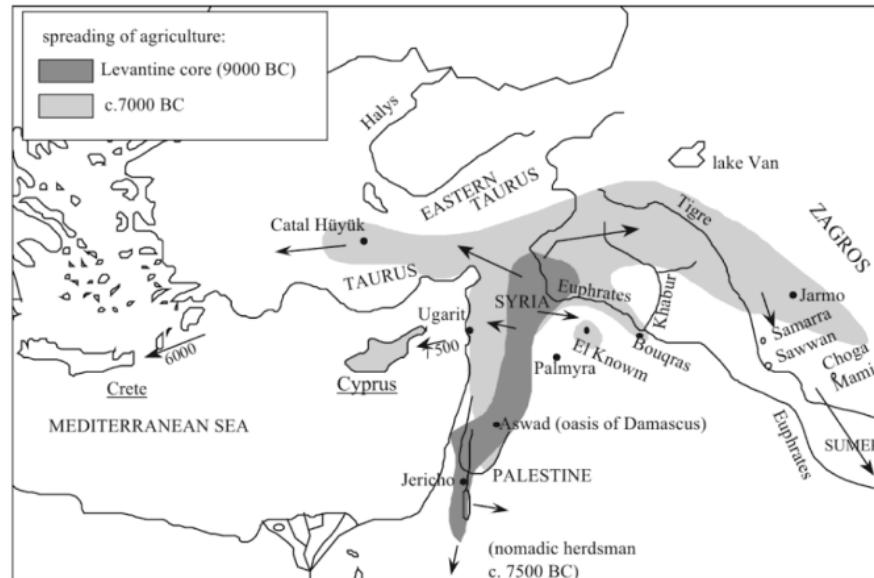 spreading of agriculture:
Levantine core (9000 BC)
c.7000 BC
Halys
lake Van
EASTERN
TAURUS
Tigre
ZAGROS
Catal Hüyük
TAURUS
SYRIA
Euphrates
Khabur
Jarmo
Ugarit
Samarra
Sawwan
Bouqras
El Knowm
Choga
Mami
6000
Crete
Cyprus
Palmyra
MEDITERRANEAN SEA
Aswad (oasis of Damascus)
Euphrates
Jericho
PALESTINE
(nomadic herdsman
c. 7500 BC)